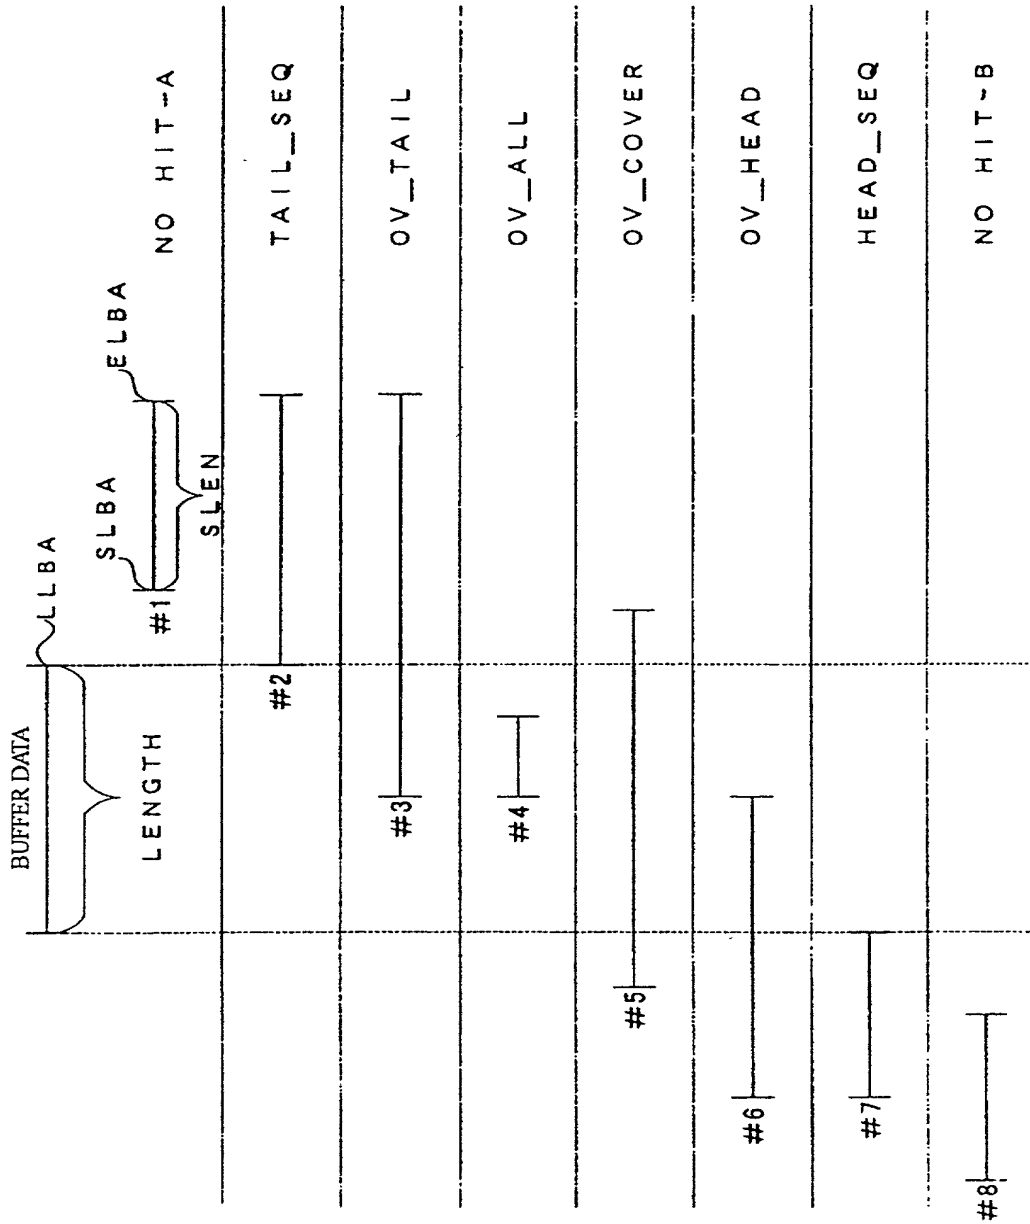 BUFFER DATA
LLBA
LENGTH
SLBA
ELBA
#1
SLEN
NO HIT-A
#2
TAIL_SEQ
#3
OV_TAIL
#4
OV_ALL
#5
OV_COVER
#6
OV_HEAD
#7
HEAD_SEQ
#8
NO HIT-B